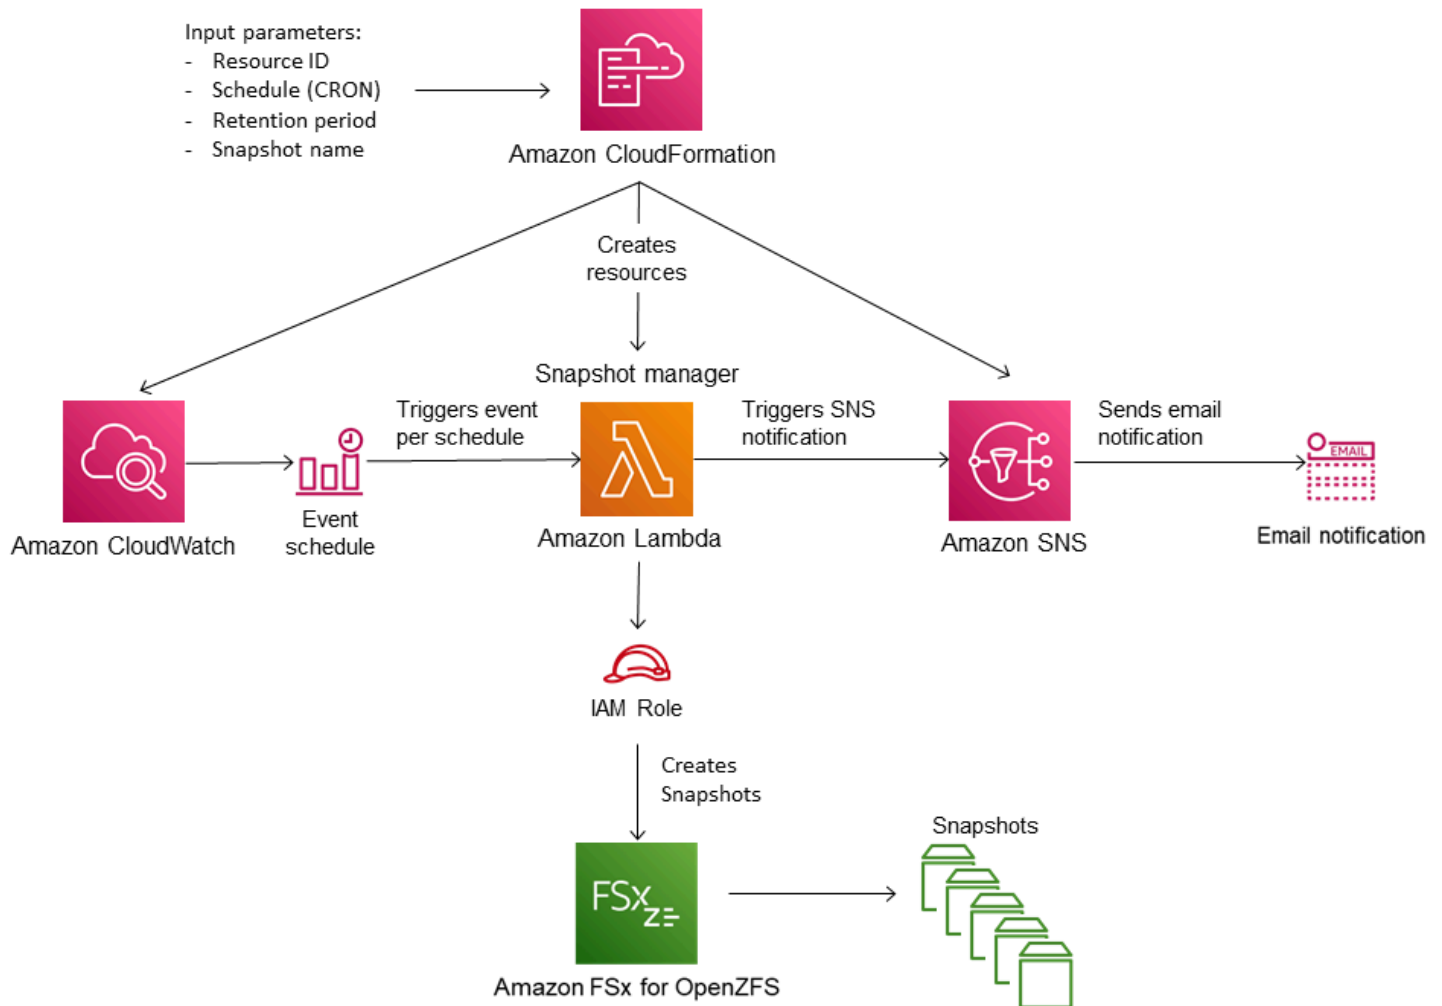 Input parameters:
- Resource ID
- Schedule (CRON)
- Retention period
- Snapshot name
Amazon CloudFormation
Creates
resources
Snapshot manager
Triggers event
per schedule
Triggers SNS
notification
Sends email
notification
EMAIL
Event
schedule
Amazon CloudWatch
Amazon Lambda
Amazon SNS
Email notification
IAM Role
Creates
Snapshots
Snapshots
FSx
Z
Amazon FSx for OpenZFS